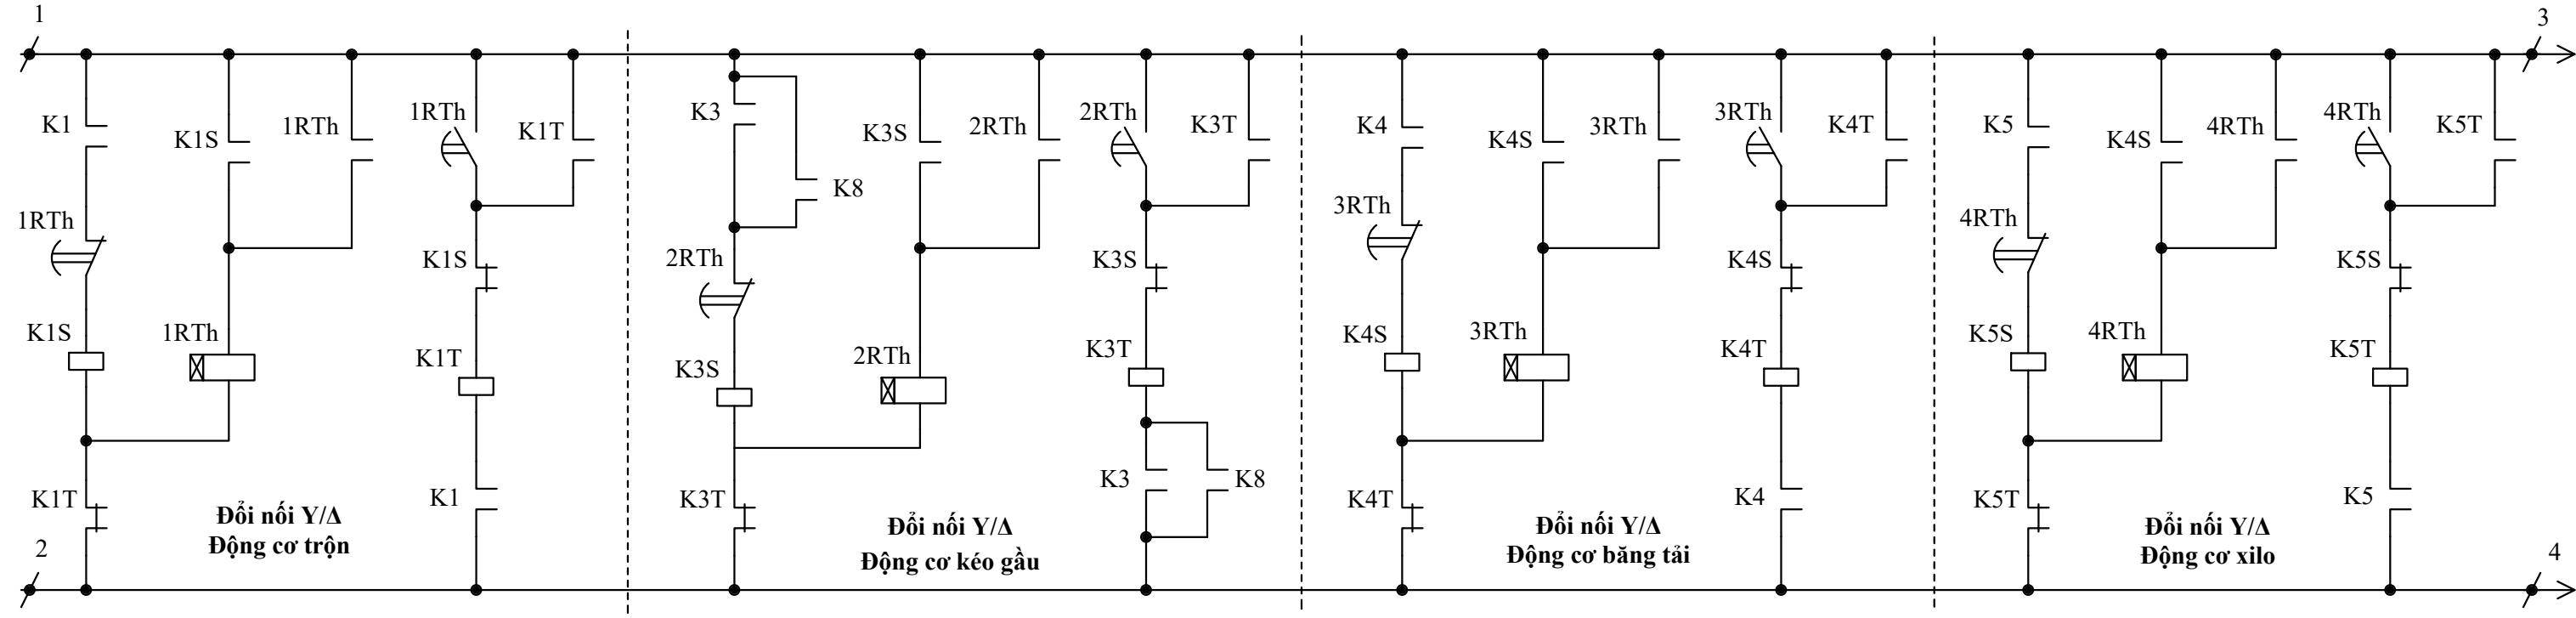 1
K1
1RTh
K1S
K1T
K1S
1RTh
1RTh
1RTh
K1T
K1S
K1T
K1
Đổi nối Y/Δ
Động cơ trộn
2
K3
K8
2RTh
K3S
K3T
K3S
2RTh
2RTh
2RTh
K3T
K3S
K3T
K3
K8
Đổi nối Y/Δ
Động cơ kéo gầu
K4
3RTh
K4S
K4T
K4S
3RTh
3RTh
3RTh
K4T
K4S
K4T
K4
Đổi nối Y/Δ
Động cơ băng tải
K5
4RTh
K5S
K5T
K4S
4RTh
4RTh
4RTh
K5T
K5S
K5T
K5
Đổi nối Y/Δ
Động cơ xilo
3
4